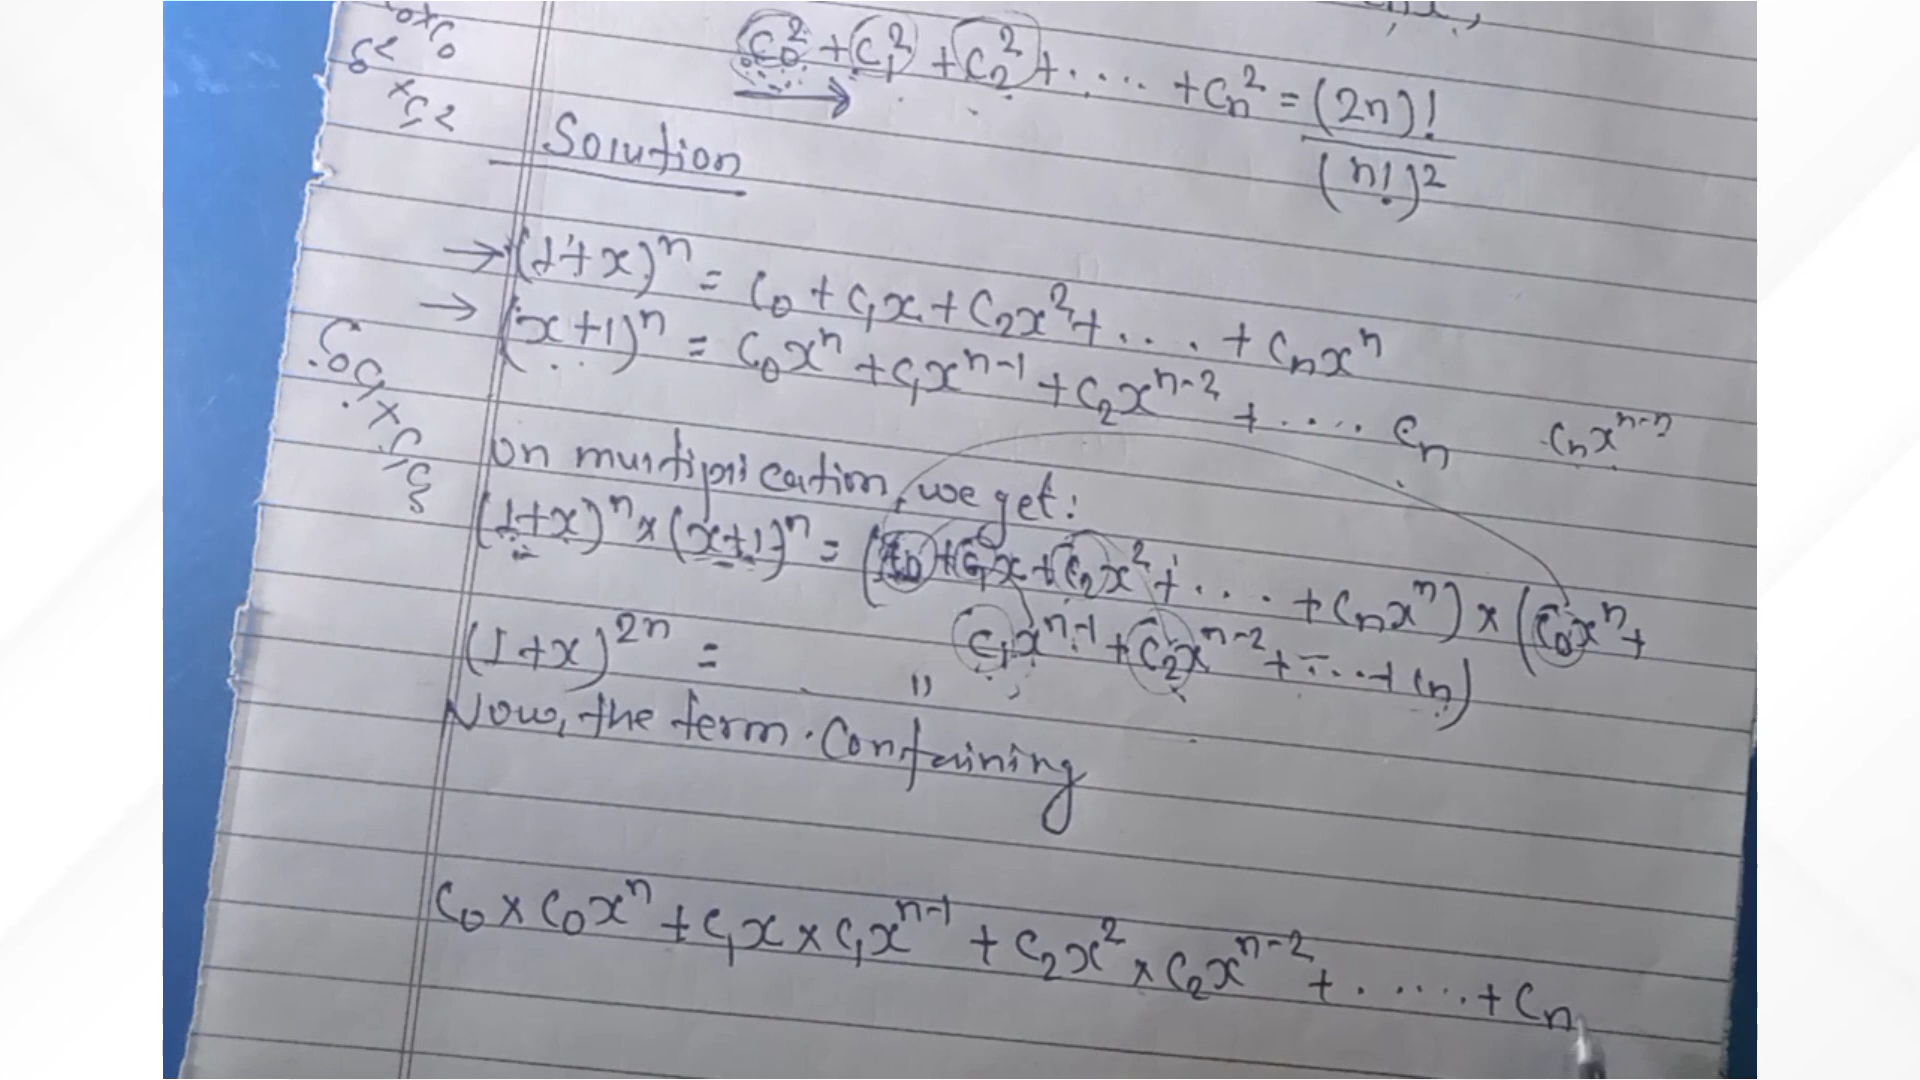 C₀² + C₁² + C₂² + ..... + Cₙ² = (2n)! / (n!)²
Solution
→ (1+x)ⁿ = C₀ + C₁x + C₂x² + .... + Cₙxⁿ
→ (x+1)ⁿ = C₀xⁿ + C₁xⁿ⁻¹ + C₂xⁿ⁻² + ..... Cₙ Cₙxⁿ⁻ⁿ
on multiplication, we get:
(1+x)ⁿ × (x+1)ⁿ = (C₀ + C₁x + C₂x² + .... + Cₙxⁿ) × (C₀xⁿ +
C₁xⁿ⁻¹ + C₂xⁿ⁻² + ..... + Cₙ)
(1+x)²ⁿ = "
Now, the term containing
C₀ × C₀xⁿ + C₁x × C₁xⁿ⁻¹ + C₂x² × C₂xⁿ⁻² + ..... + Cₙ